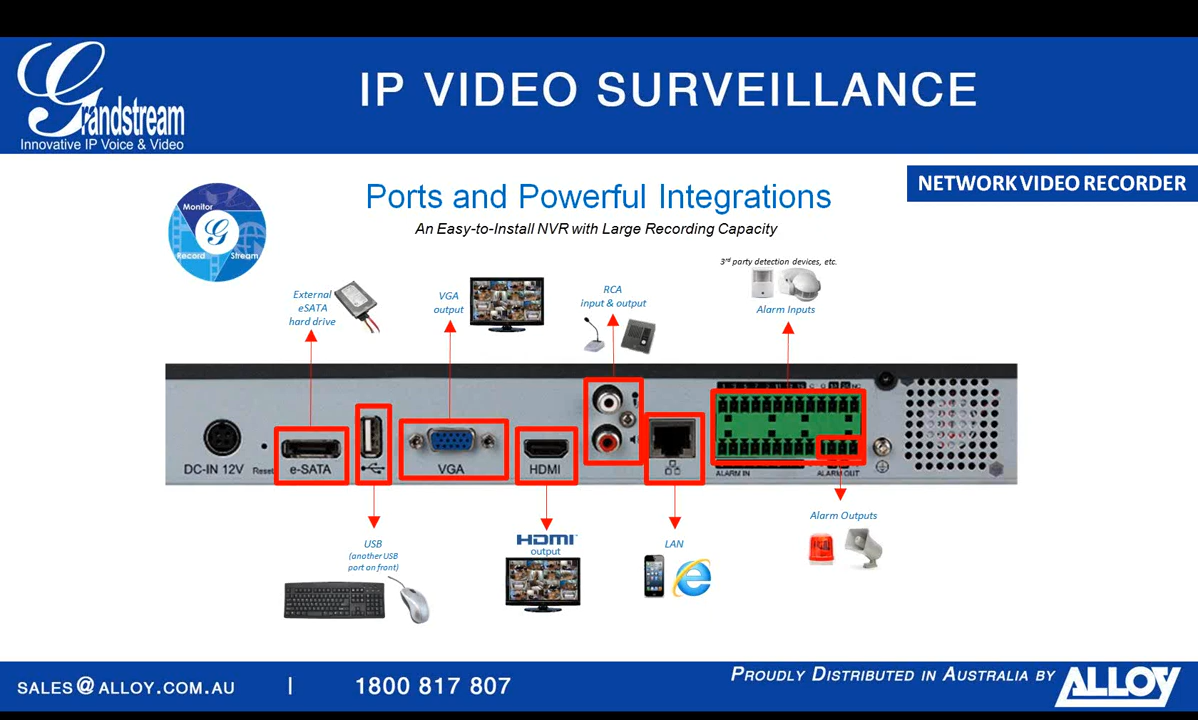 Grandstream
Innovative IP Voice & Video
IP VIDEO SURVEILLANCE
NETWORK VIDEO RECORDER
Ports and Powerful Integrations
An Easy-to-Install NVR with Large Recording Capacity
Monitor
G
Record
Stream
External
eSATA
hard drive
VGA
output
RCA
input & output
3rd party detection devices, etc.
Alarm Inputs
DC-IN 12V
Reset
e-SATA
VGA
HDMI
ALARM IN
ALARM OUT
USB
(another USB
port on front)
HDMI
output
LAN
Alarm Outputs
SALES@ALLOY.COM.AU
|
1800 817 807
PROUDLY DISTRIBUTED IN AUSTRALIA BY
ALLOY